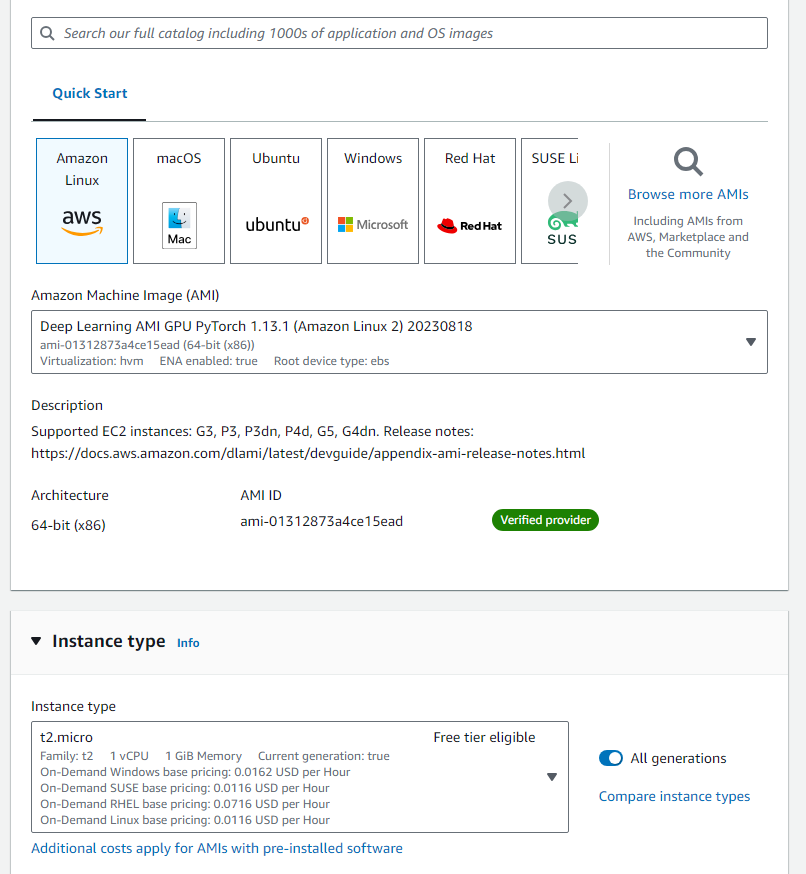 Search our full catalog including 1000s of application and OS images
Quick Start
Amazon
Linux
aws
macOS
Mac
Ubuntu
ubuntu
Windows
Microsoft
Red Hat
Red Hat
SUSE Li
SUS
Browse more AMIs
Including AMIs from
AWS, Marketplace and
the Community
Amazon Machine Image (AMI)
Deep Learning AMI GPU PyTorch 1.13.1 (Amazon Linux 2) 20230818
ami-01312873a4ce15ead (64-bit (x86))
Virtualization: hvm ENA enabled: true Root device type: ebs
Description
Supported EC2 instances: G3, P3, P3dn, P4d, G5, G4dn. Release notes:
https://docs.aws.amazon.com/dlami/latest/devguide/appendix-ami-release-notes.html
Architecture
64-bit (x86)
AMI ID
ami-01312873a4ce15ead
Verified provider
Instance type Info
Instance type
t2.micro Free tier eligible
Family: t2 1 vCPU 1 GiB Memory Current generation: true
On-Demand Windows base pricing: 0.0162 USD per Hour
On-Demand SUSE base pricing: 0.0116 USD per Hour
On-Demand RHEL base pricing: 0.0716 USD per Hour
On-Demand Linux base pricing: 0.0116 USD per Hour
All generations
Compare instance types
Additional costs apply for AMIs with pre-installed software